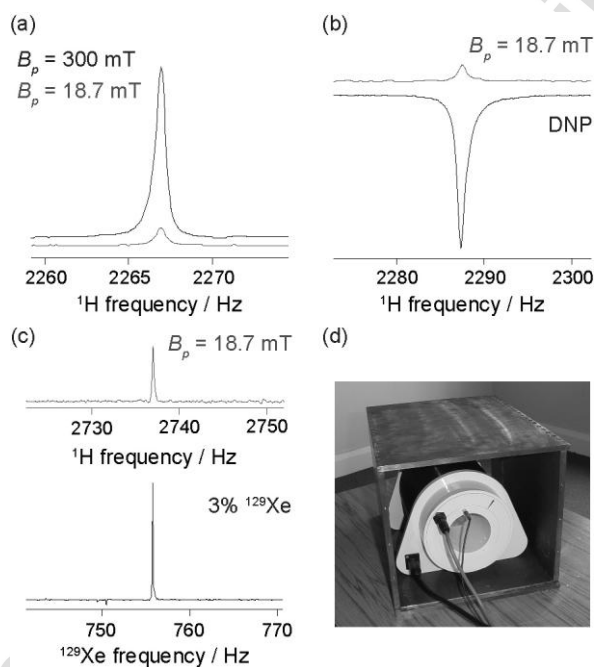 (a)
B_p = 300 mT
B_p = 18.7 mT
2260 2265 2270
¹H frequency / Hz
(b)
B_p = 18.7 mT
DNP
2280 2290 2300
¹H frequency / Hz
(c)
B_p = 18.7 mT
2730 2740 2750
¹H frequency / Hz
3% ¹²⁹Xe
750 760 770
¹²⁹Xe frequency / Hz
(d)